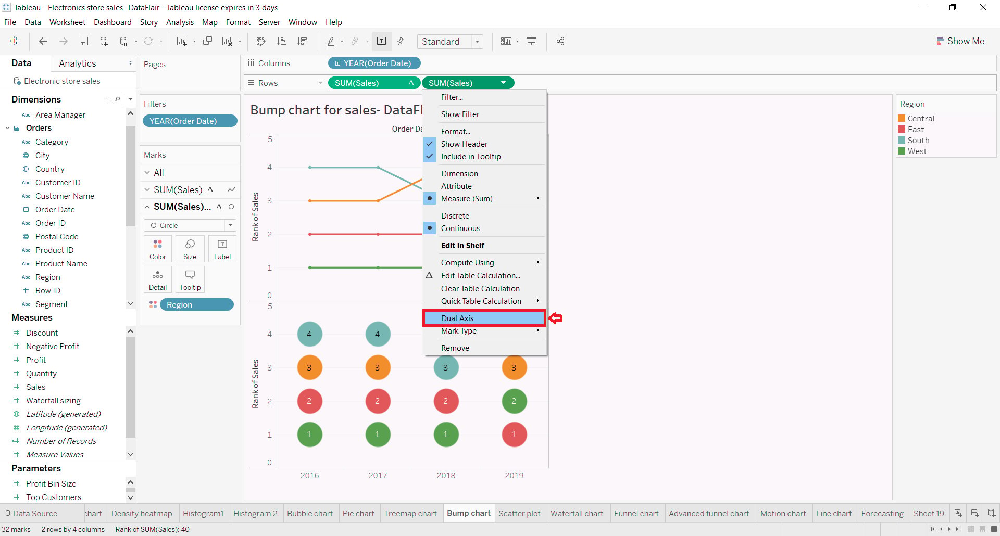 Tableau - Electronics store sales- DataFlair - Tableau license expires in 3 days
File Data Worksheet Dashboard Story Analysis Map Format Server Window Help
Standard
Show Me
Data Analytics
Electronic store sales
Dimensions
Abc Area Manager
Orders
Abc Category
City
Country
Abc Customer ID
Abc Customer Name
Order Date
Abc Order ID
Postal Code
Abc Product ID
Abc Product Name
Abc Region
# Row ID
Abc Segment
Measures
# Discount
=# Negative Profit
# Profit
# Quantity
# Sales
=# Waterfall sizing
Latitude (generated)
Longitude (generated)
=# Number of Records
# Measure Values
Parameters
# Profit Bin Size
# Top Customers
Pages
Filters
YEAR(Order Date)
Marks
All
SUM(Sales) Δ
SUM(Sales)... Δ
Circle
Color Size Label
Detail Tooltip
Region
Columns YEAR(Order Date)
Rows SUM(Sales) Δ SUM(Sales)
Bump chart for sales- DataFl
Order Da
5
4
3
2
1
0
Rank of Sales
5
4
3
2
1
0
Rank of Sales
4 4
3 3 3 3
2 2 2 2
1 1 1 1
2016 2017 2018 2019
Filter...
Show Filter
Format...
Show Header
Include in Tooltip
Dimension
Attribute
Measure (Sum)
Discrete
Continuous
Edit in Shelf
Compute Using
Δ Edit Table Calculation...
Clear Table Calculation
Quick Table Calculation
Dual Axis
Mark Type
Remove
Region
Central
East
South
West
Data Source chart Density heatmap Histogram1 Histogram 2 Bubble chart Pie chart Treemap chart Bump chart Scatter plot Waterfall chart Funnel chart Advanced funnel chart Motion chart Line chart Forecasting Sheet 19
32 marks 2 rows by 4 columns Rank of SUM(Sales): 40